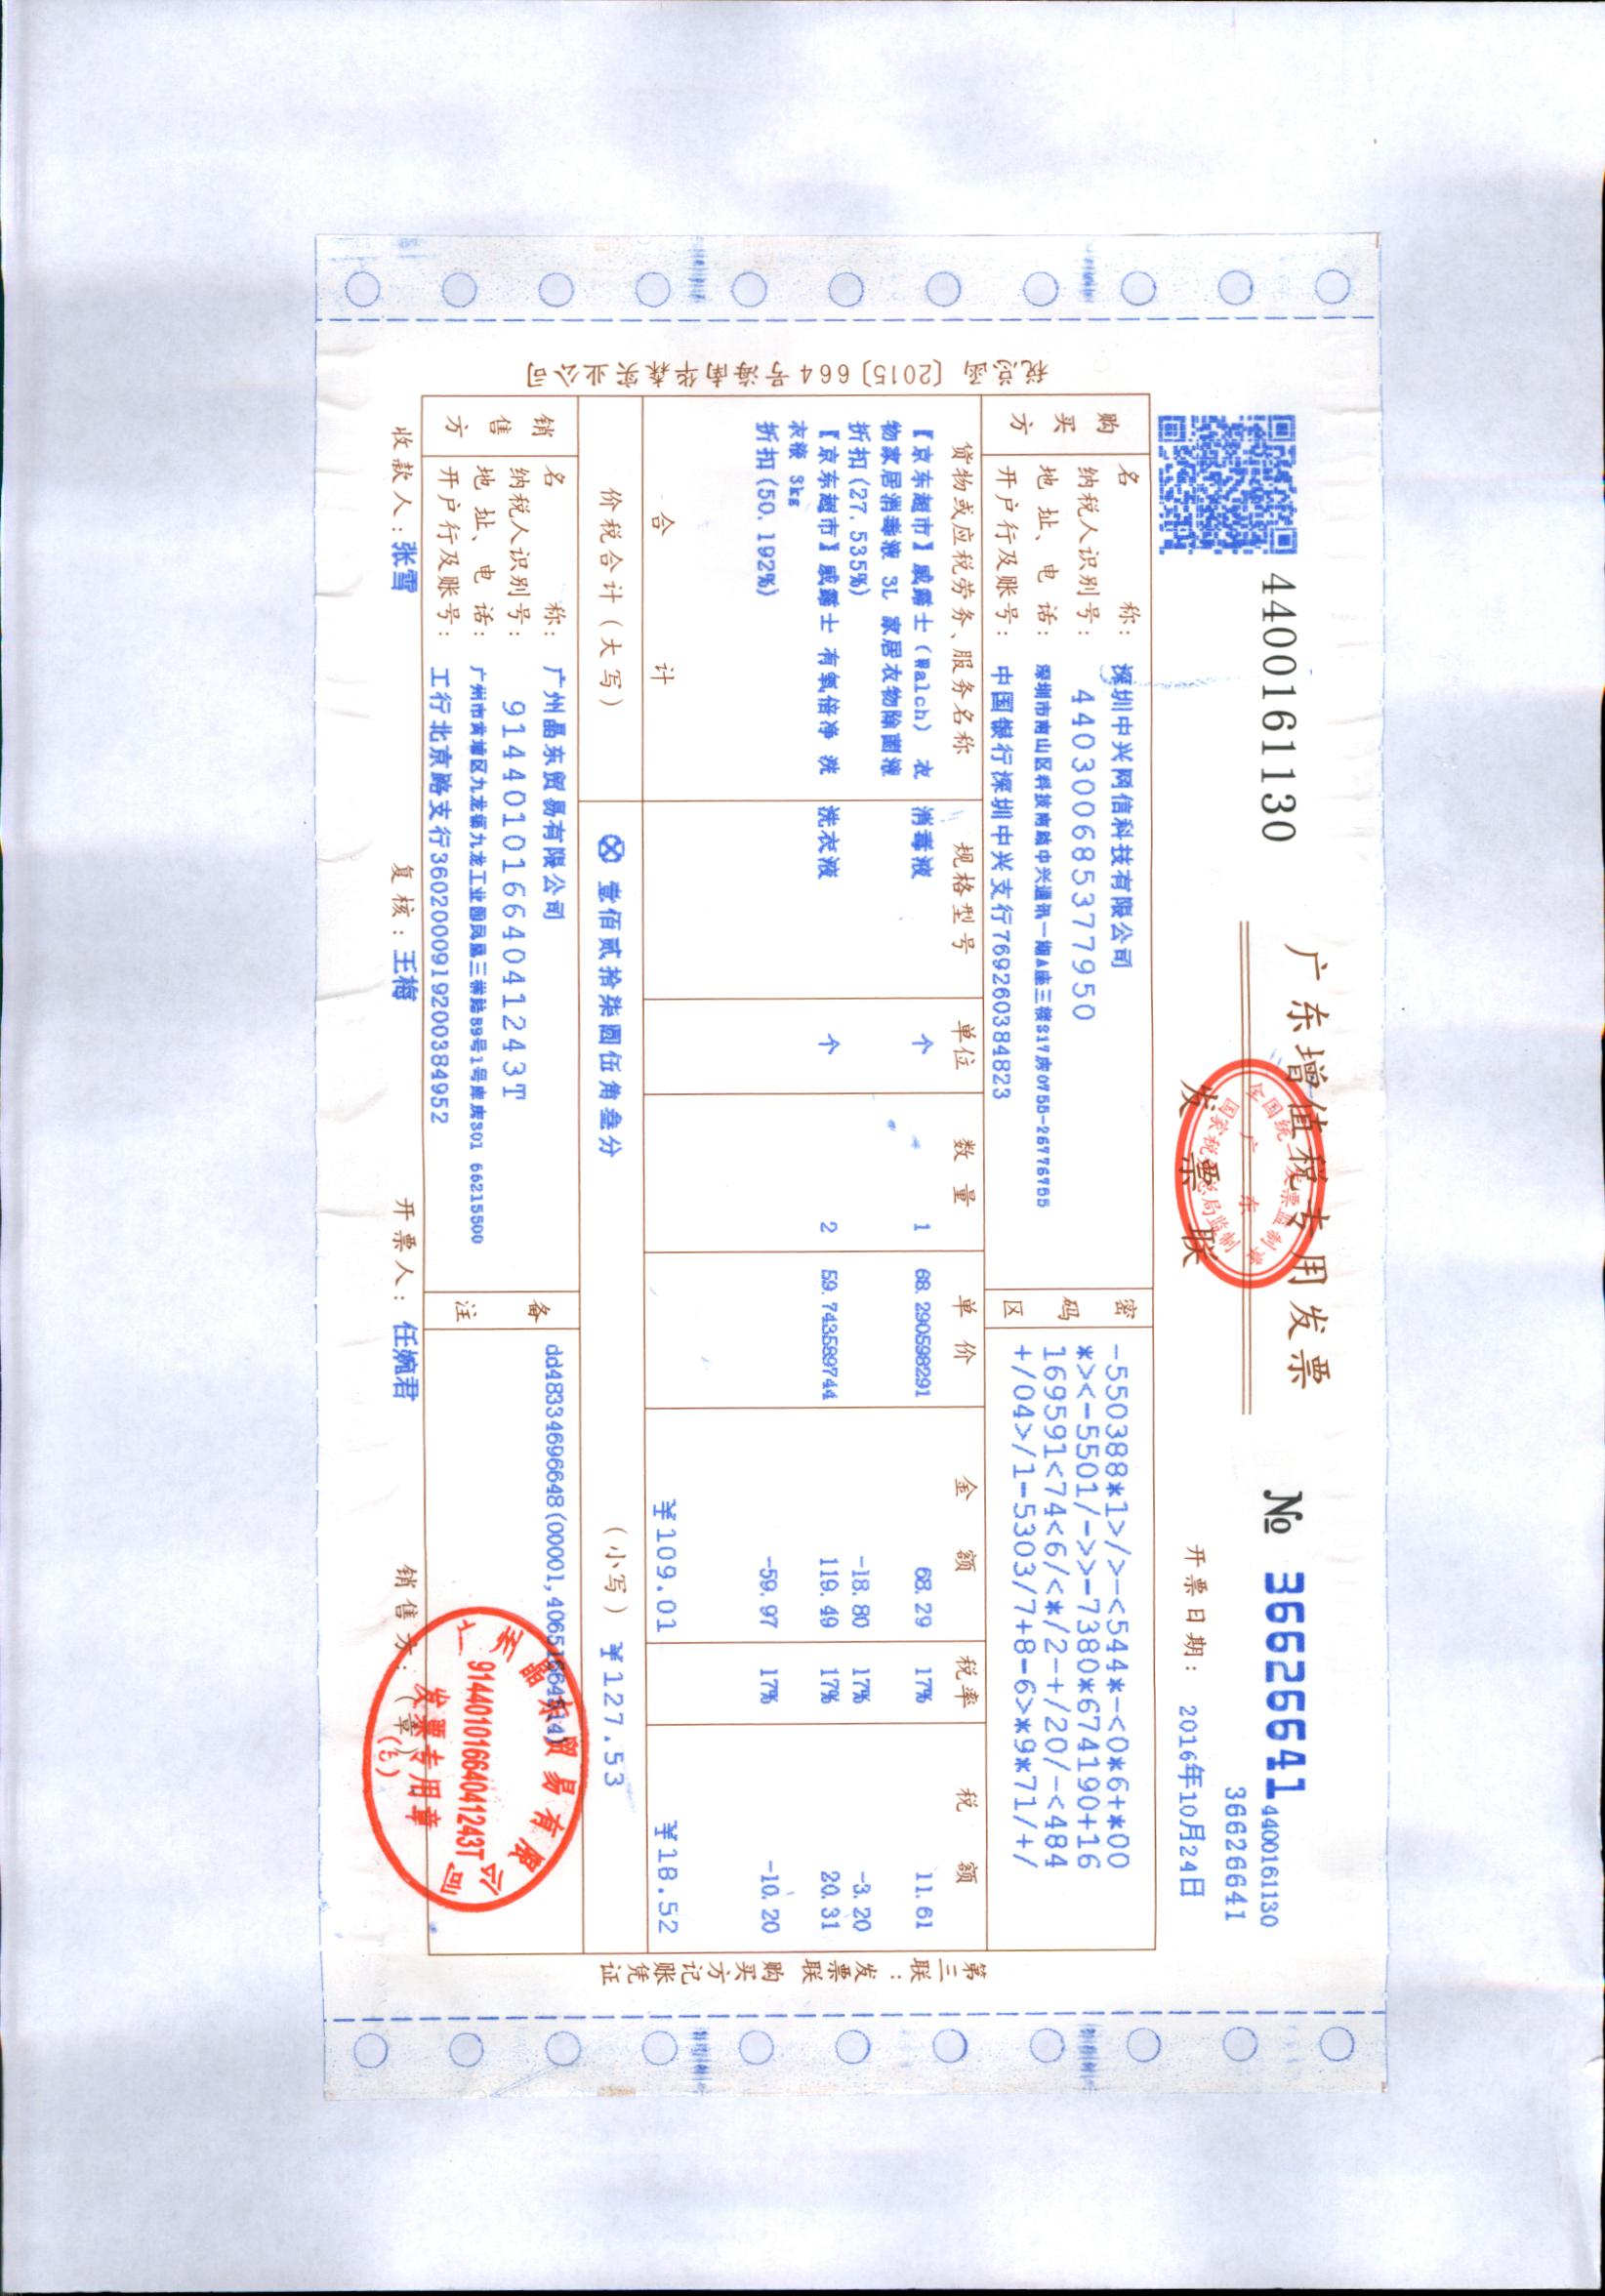 4400161130
广东增值税专用发票
№ 36626641
4400161130
36626641
发票联
开票日期: 2016年10月24日
全国统一发票监制章
广东
国家税务总局监制
税总函〔2015〕664号海南华森实业公司
购买方
名称: 深圳中兴网信科技有限公司
纳税人识别号: 440300685377950
地址、电话: 深圳市南山区科技南路中兴通讯一期A座三楼317房0755-26776755
开户行及账号: 中国银行深圳中兴支行769260384823
密码区
-550388*1>/>-<544*-<0*6+*00
*><-5501/->>-7380*674190+16
169591<74<6/<*/2-+/20/-<484
+/04>/1-5303/7+8-6>*9*71/+/
货物或应税劳务、服务名称 规格型号 单位 数量 单价 金额 税率 税额
【京东超市】威露士（Walch） 衣 消毒液 个 1 68.290598291 68.29 17% 11.61
物家居消毒液 3L 家居衣物除菌液
折扣(27.535%) -18.80 17% -3.20
【京东超市】威露士 有氧倍净 洗 洗衣液 个 2 59.743589744 119.49 17% 20.31
衣液 3kg
折扣(50.192%) -59.97 17% -10.20
合计 ¥109.01 ¥18.52
价税合计（大写） ⊗ 壹佰贰拾柒圆伍角叁分 （小写） ¥127.53
销售方
名称: 广州晶东贸易有限公司
纳税人识别号: 91440101664041243T
地址、电话: 广州市黄埔区九龙镇九龙工业园凤凰三横路89号1号库房301 66215500
开户行及账号: 工行北京路支行3602000919200384952
备注
dd48334696648(00001,40651664914)
收款人: 张雪 复核: 王梅 开票人: 任婉君 销售方:（章）
广州晶东贸易有限公司
91440101664041243T
发票专用章
第三联：发票联 购买方记账凭证